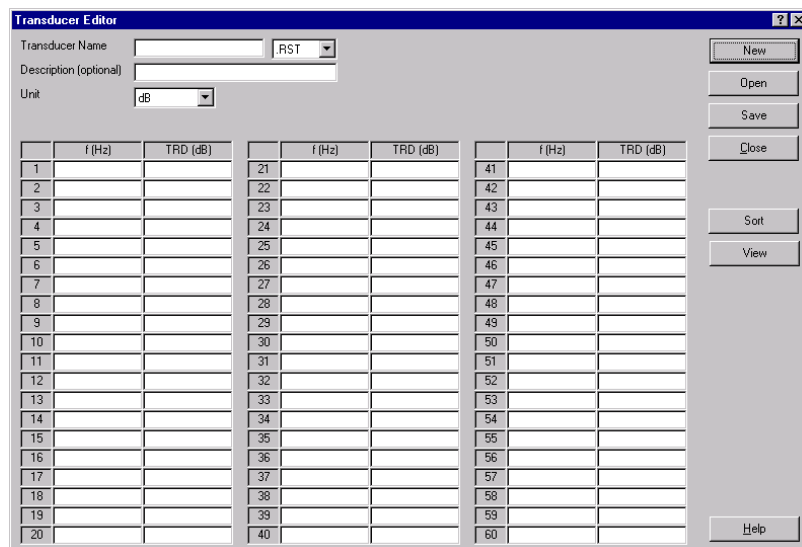 Transducer Editor
Transducer Name .RST
Description (optional)
Unit dB
New
Open
Save
Close
Sort
View
Help
f (Hz) TRD (dB) f (Hz) TRD (dB) f (Hz) TRD (dB)
1 21 41
2 22 42
3 23 43
4 24 44
5 25 45
6 26 46
7 27 47
8 28 48
9 29 49
10 30 50
11 31 51
12 32 52
13 33 53
14 34 54
15 35 55
16 36 56
17 37 57
18 38 58
19 39 59
20 40 60